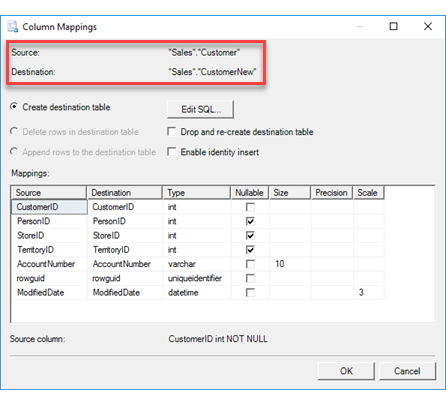 Column Mappings
Source: "Sales"."Customer"
Destination: "Sales"."CustomerNew"
Create destination table Edit SQL...
Delete rows in destination table Drop and re-create destination table
Append rows to the destination table Enable identity insert
Mappings:
Source Destination Type Nullable Size Precision Scale
CustomerID CustomerID int
PersonID PersonID int
StoreID StoreID int
TerritoryID TerritoryID int
AccountNumber AccountNumber varchar 10
rowguid rowguid uniqueidentifier
ModifiedDate ModifiedDate datetime 3
Source column: CustomerID int NOT NULL
OK Cancel